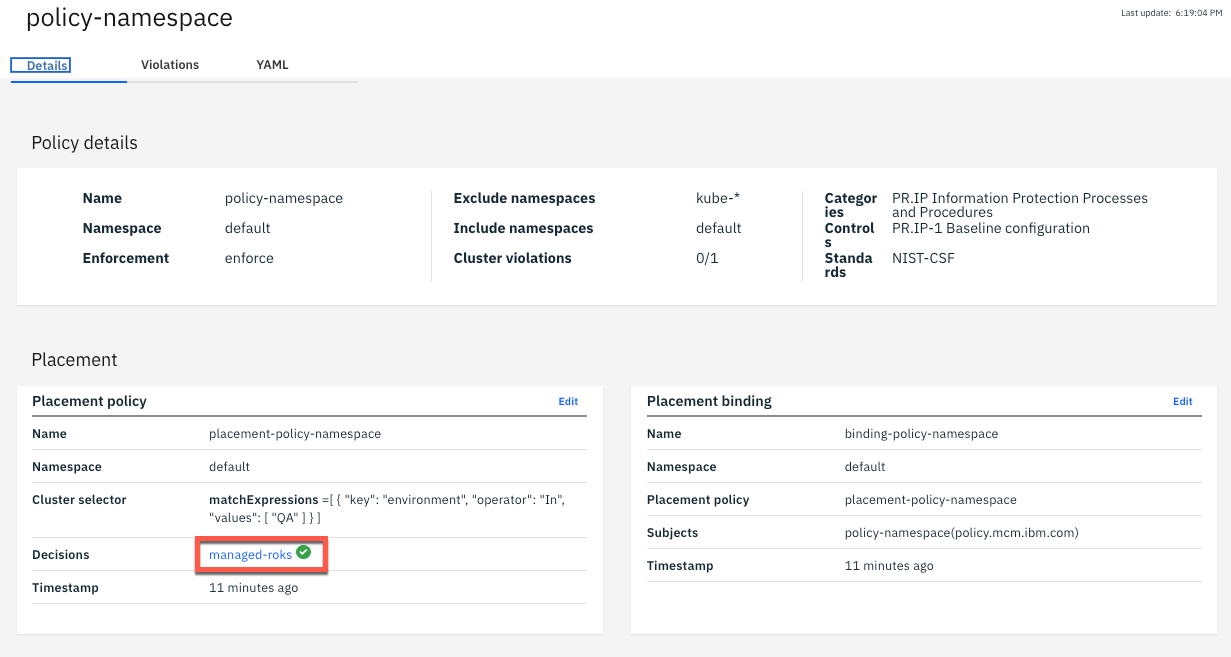 policy-namespace
Last update: 6:19:04 PM
Details
Violations
YAML
Policy details
Name policy-namespace
Namespace default
Enforcement enforce
Exclude namespaces kube-*
Include namespaces default
Cluster violations 0/1
Categor
ies
PR.IP Information Protection Processes
and Procedures
Control
s
PR.IP-1 Baseline configuration
Standa
rds
NIST-CSF
Placement
Placement policy Edit
Name placement-policy-namespace
Namespace default
Cluster selector matchExpressions =[ { "key": "environment", "operator": "In",
"values": [ "QA" ] } ]
Decisions managed-roks
Timestamp 11 minutes ago
Placement binding Edit
Name binding-policy-namespace
Namespace default
Placement policy placement-policy-namespace
Subjects policy-namespace(policy.mcm.ibm.com)
Timestamp 11 minutes ago